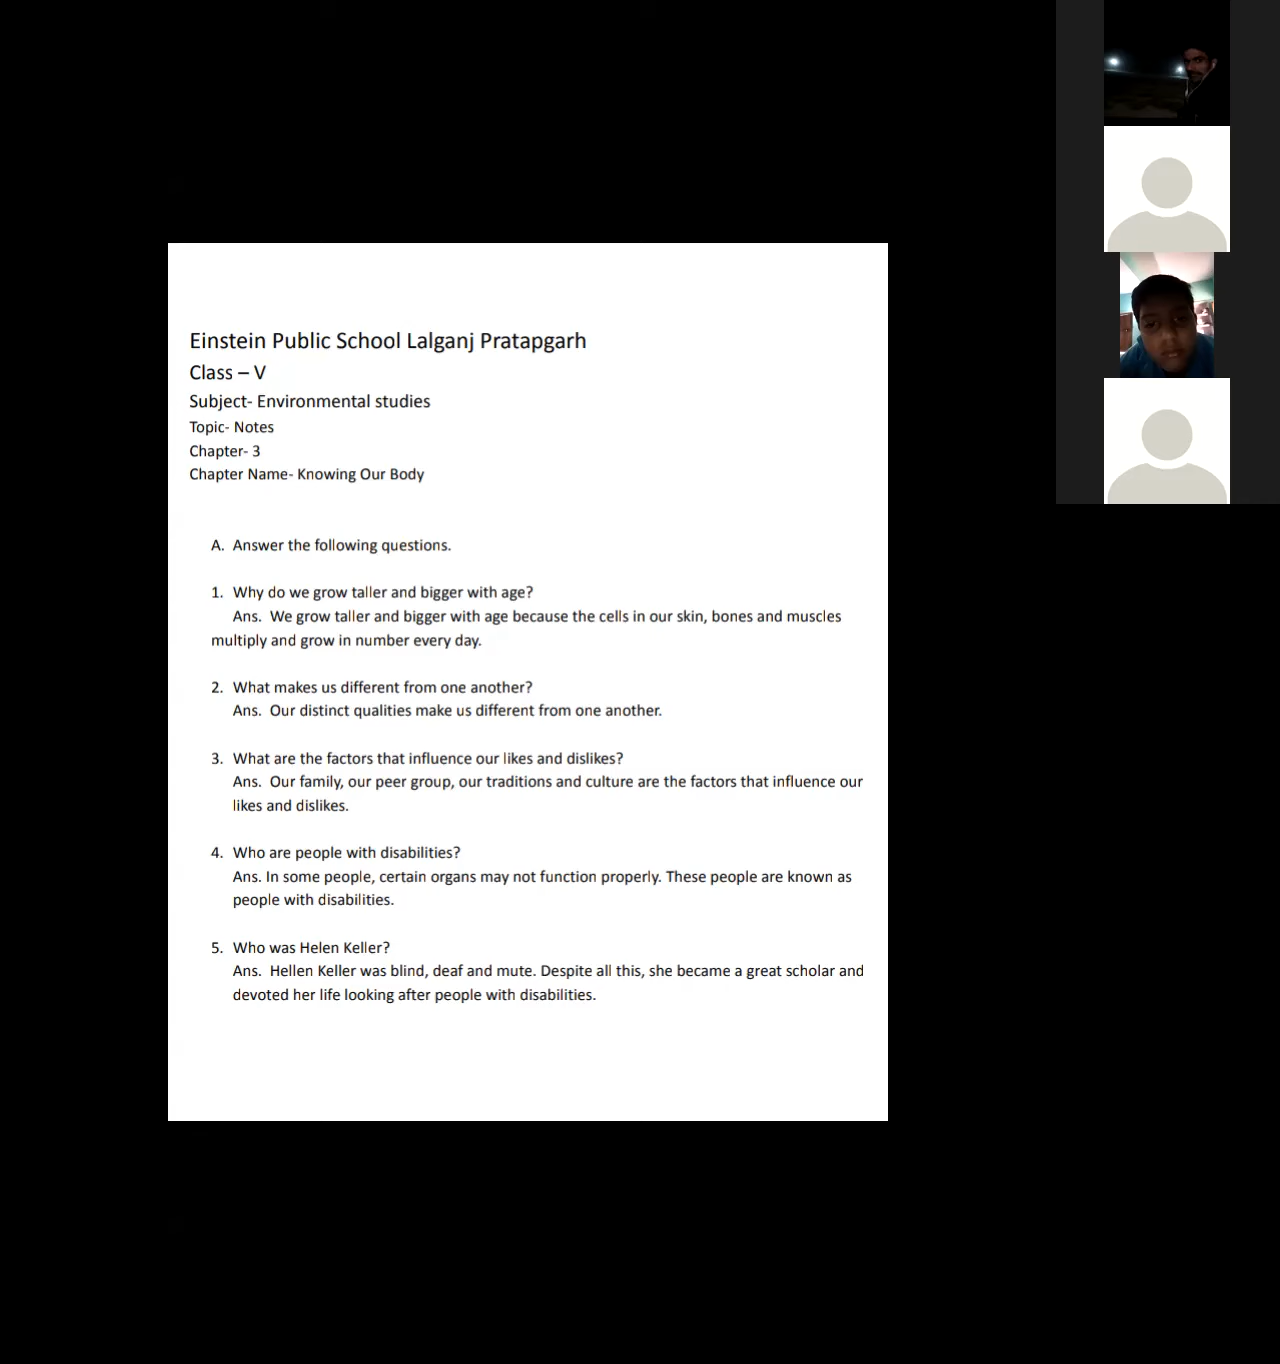 Einstein Public School Lalganj Pratapgarh
Class – V
Subject- Environmental studies
Topic- Notes
Chapter- 3
Chapter Name- Knowing Our Body
A. Answer the following questions.
1. Why do we grow taller and bigger with age?
Ans. We grow taller and bigger with age because the cells in our skin, bones and muscles
multiply and grow in number every day.
2. What makes us different from one another?
Ans. Our distinct qualities make us different from one another.
3. What are the factors that influence our likes and dislikes?
Ans. Our family, our peer group, our traditions and culture are the factors that influence our
likes and dislikes.
4. Who are people with disabilities?
Ans. In some people, certain organs may not function properly. These people are known as
people with disabilities.
5. Who was Helen Keller?
Ans. Hellen Keller was blind, deaf and mute. Despite all this, she became a great scholar and
devoted her life looking after people with disabilities.